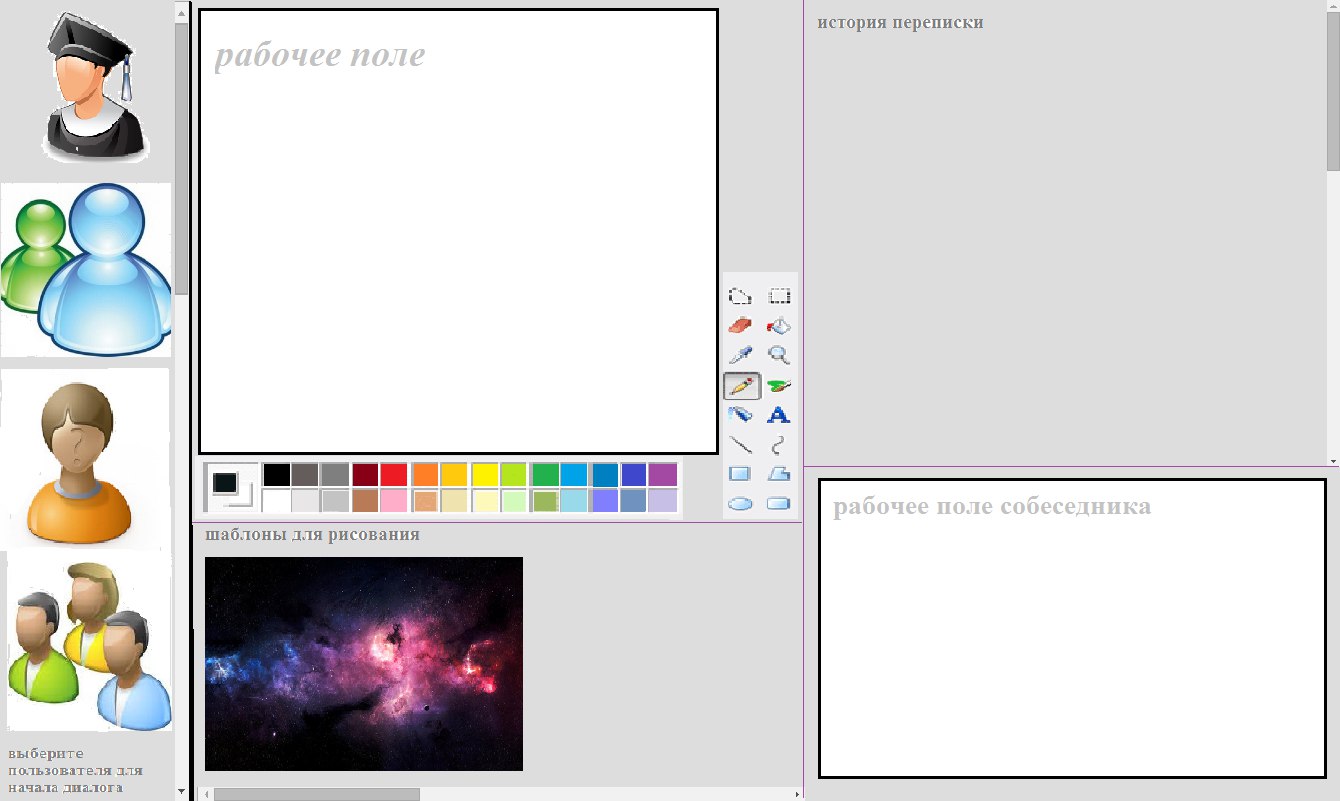 рабочее поле
история переписки
шаблоны для рисования
рабочее поле собеседника
выберите
пользователя для
начала диалога